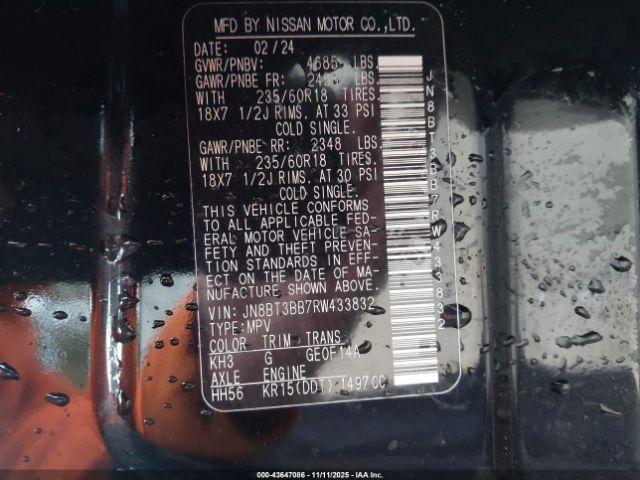 MFD BY NISSAN MOTOR CO.,LTD.
DATE: 02/24
GVWR/PNBV: 4685 LBS.
GAWR/PNBE FR: 2498 LBS.
WITH 235/60R18 TIRES.
18X7 1/2J RIMS. AT 33 PSI
COLD SINGLE.
GAWR/PNBE RR: 2348 LBS.
WITH 235/60R18 TIRES.
18X7 1/2J RIMS. AT 30 PSI
COLD SINGLE.
THIS VEHICLE CONFORMS
TO ALL APPLICABLE FED-
ERAL MOTOR VEHICLE SA-
FETY AND THEFT PREVEN-
TION STANDARDS IN EFF-
ECT ON THE DATE OF MA-
NUFACTURE SHOWN ABOVE.
VIN: JN8BT3BB7RW433832
TYPE:MPV
COLOR TRIM TRANS
KH3 G GE0F14A
AXLE ENGINE
HH56 KR15(DDT) 1497CC
JN8BT3BB7RW433832
000-43647086 - 11/11/2025 - IAA Inc.